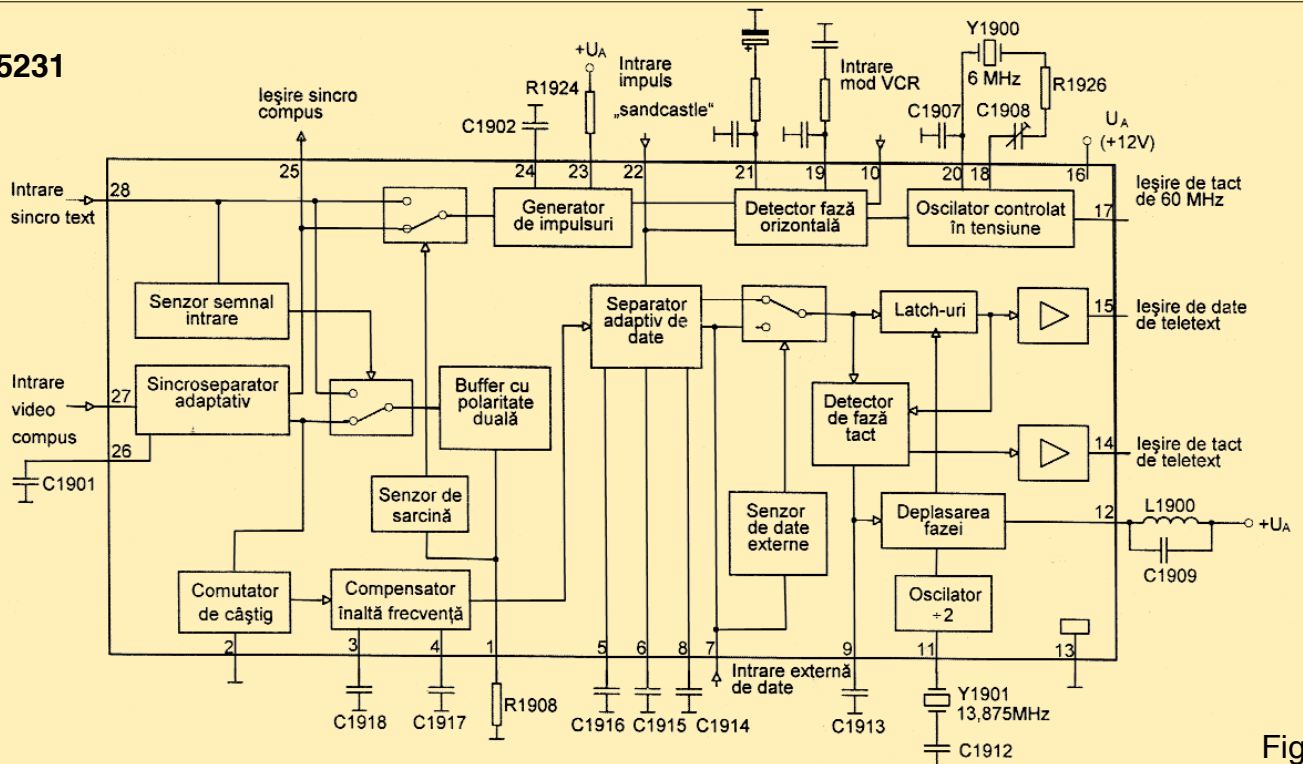 5231
Ieșire sincro
compus
C1902
R1924
+UA
Intrare
impuls
„sandcastle“
+
Intrare
mod VCR
Y1900
6 MHz
R1926
C1907
C1908
UA
(+12V)
25
24
23
22
21
19
10
20
18
16
Intrare
sincro text
28
Generator
de impulsuri
Detector fază
orizontală
Oscilator controlat
în tensiune
17
Ieșire de tact
de 60 MHz
Senzor semnal
intrare
Separator
adaptiv de
date
Latch-uri
15
Ieșire de date
de teletext
Intrare
video
compus
27
26
C1901
Sincroseparator
adaptativ
Buffer cu
polaritate
duală
Detector
de fază
tact
14
Ieșire de tact
de teletext
Senzor de
sarcină
Senzor
de date
externe
Deplasarea
fazei
12
L1900
+UA
C1909
Comutator
de câștig
Compensator
înaltă frecvență
Oscilator
÷2
2
3
4
1
5
6
8
7
9
11
13
Intrare externă
de date
C1918
C1917
R1908
C1916
C1915
C1914
C1913
Y1901
13,875MHz
C1912
Fig